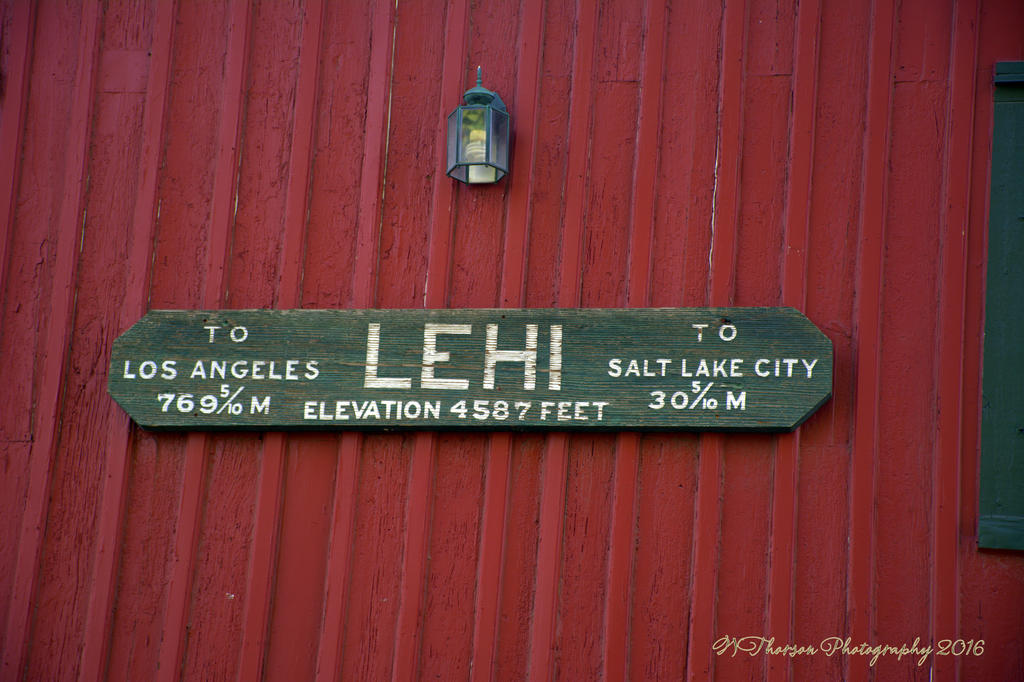 TO
LOS ANGELES
769 5/10 M
LEHI
ELEVATION 4587 FEET
TO
SALT LAKE CITY
30 5/10 M
Thorson Photography 2016